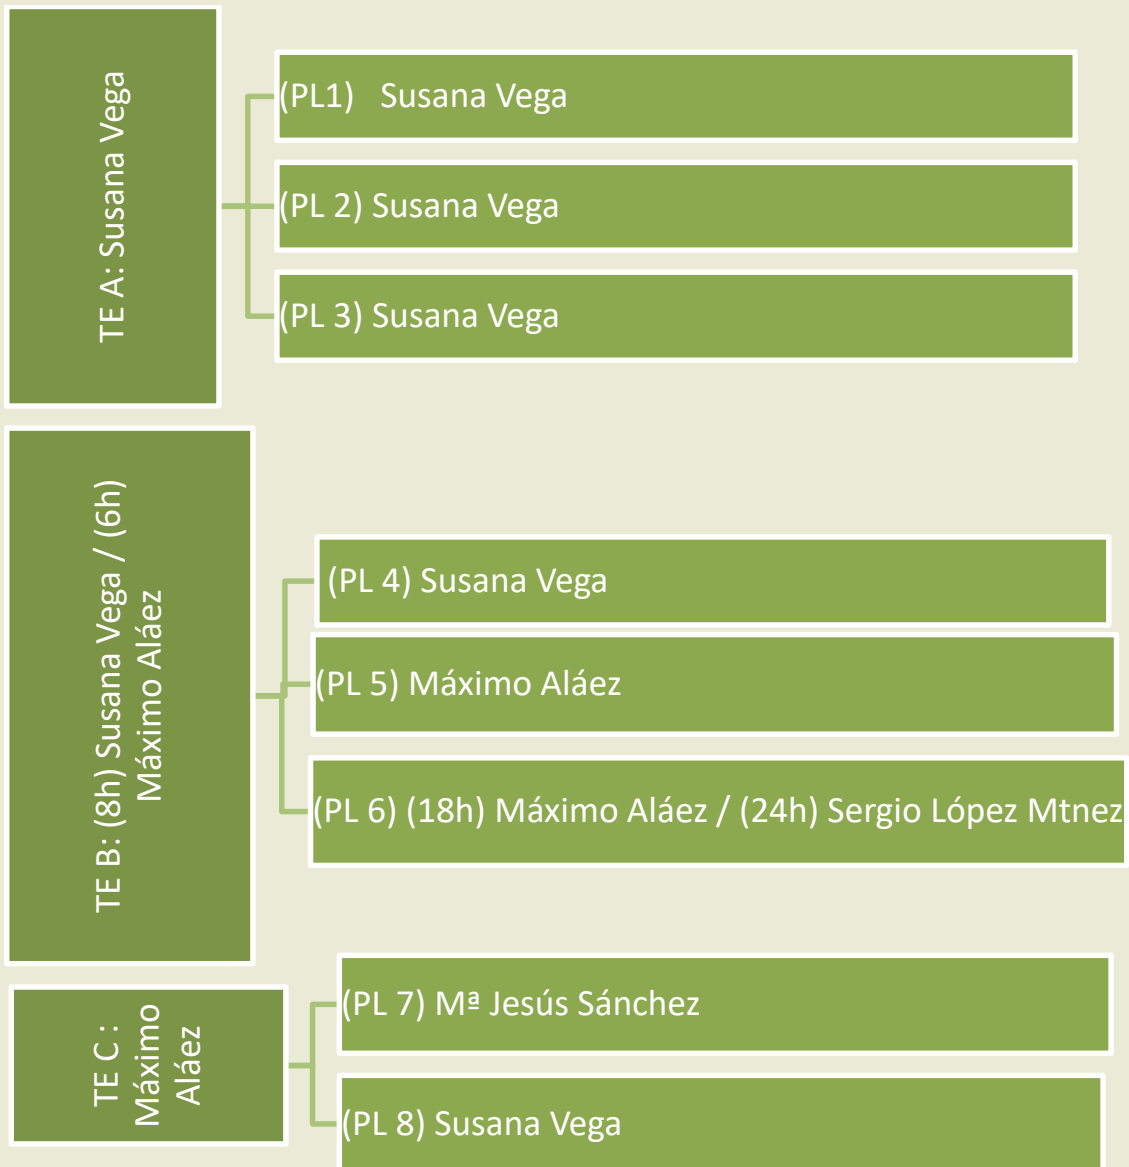 TE A: Susana Vega
(PL1) Susana Vega
(PL 2) Susana Vega
(PL 3) Susana Vega
TE B: (8h) Susana Vega / (6h)
Máximo Aláez
(PL 4) Susana Vega
(PL 5) Máximo Aláez
(PL 6) (18h) Máximo Aláez / (24h) Sergio López Mtnez
TE C :
Máximo
Aláez
(PL 7) Mª Jesús Sánchez
(PL 8) Susana Vega